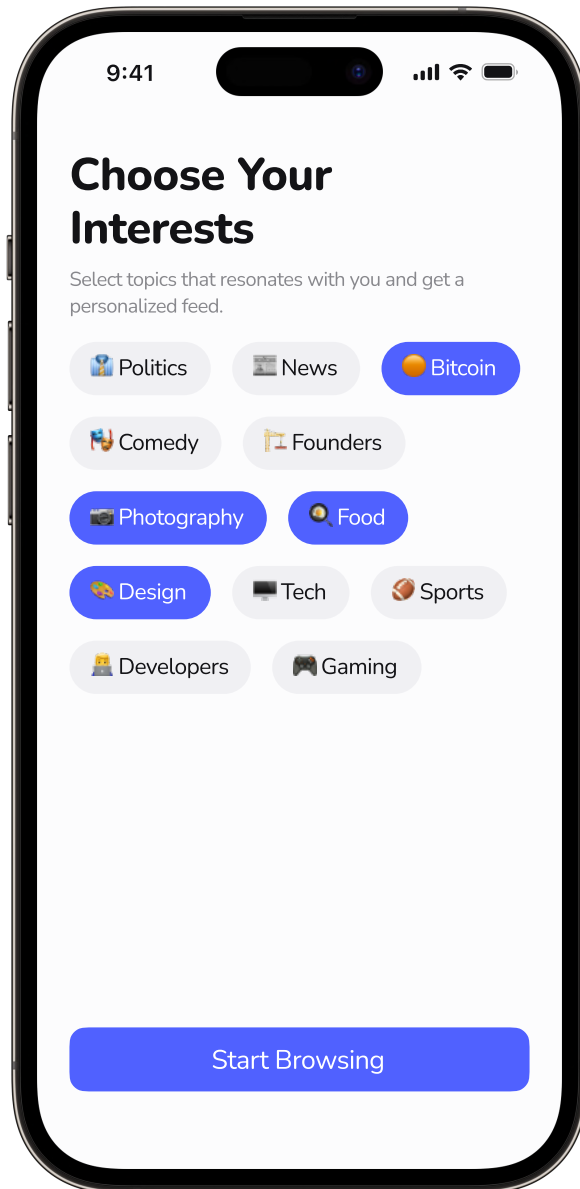 9:41
Choose Your
Interests
Select topics that resonates with you and get a
personalized feed.
Politics News Bitcoin
Comedy Founders
Photography Food
Design Tech Sports
Developers Gaming
Start Browsing